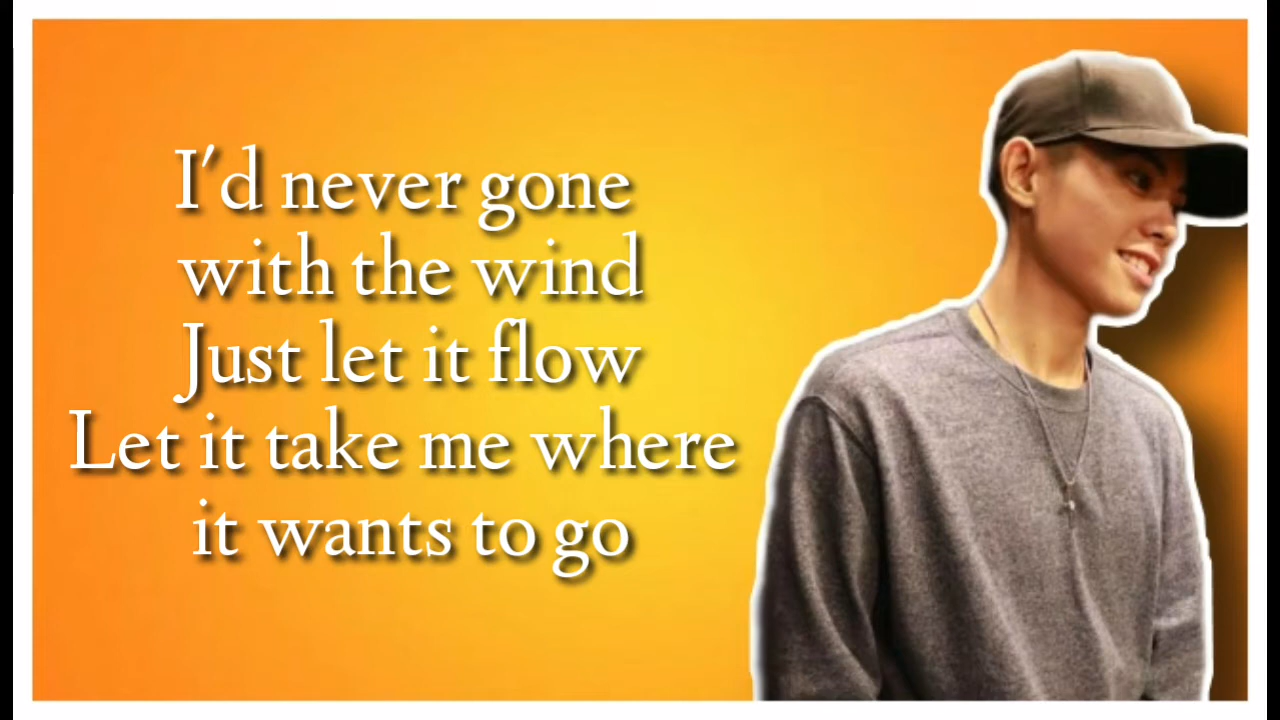 I'd never gone
with the wind
Just let it flow
Let it take me where
it wants to go